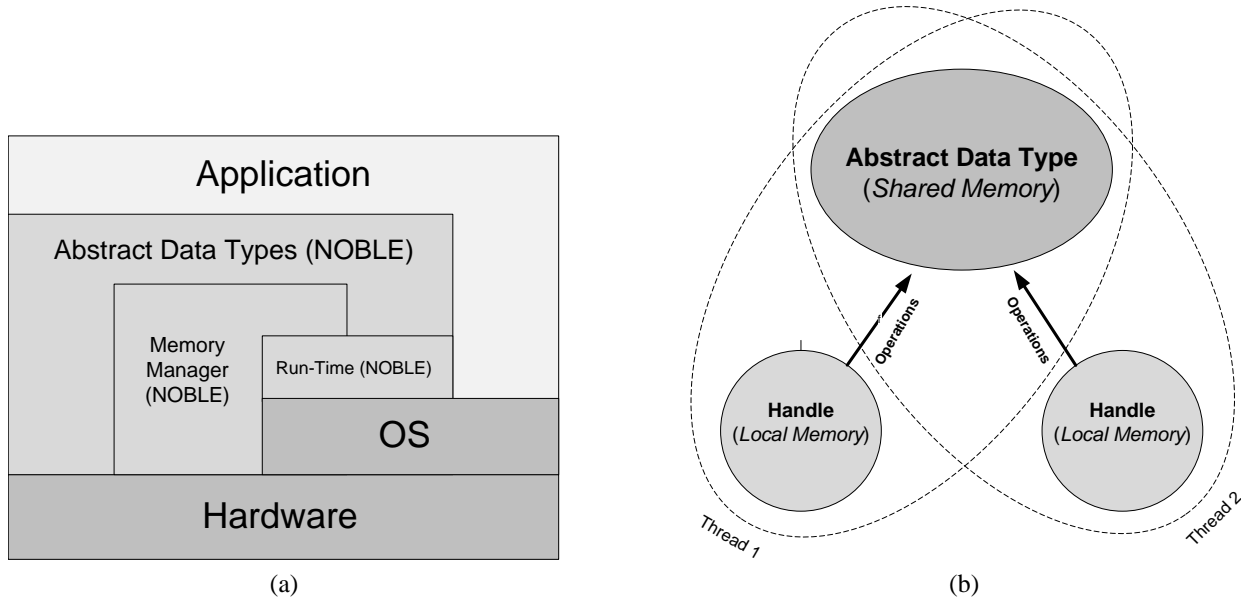 Application
Abstract Data Types (NOBLE)
Memory
Manager
(NOBLE)
Run-Time (NOBLE)
OS
Hardware
(a)
Abstract Data Type
(Shared Memory)
Operations
Operations
Handle
(Local Memory)
Handle
(Local Memory)
Thread 1
Thread 2
(b)